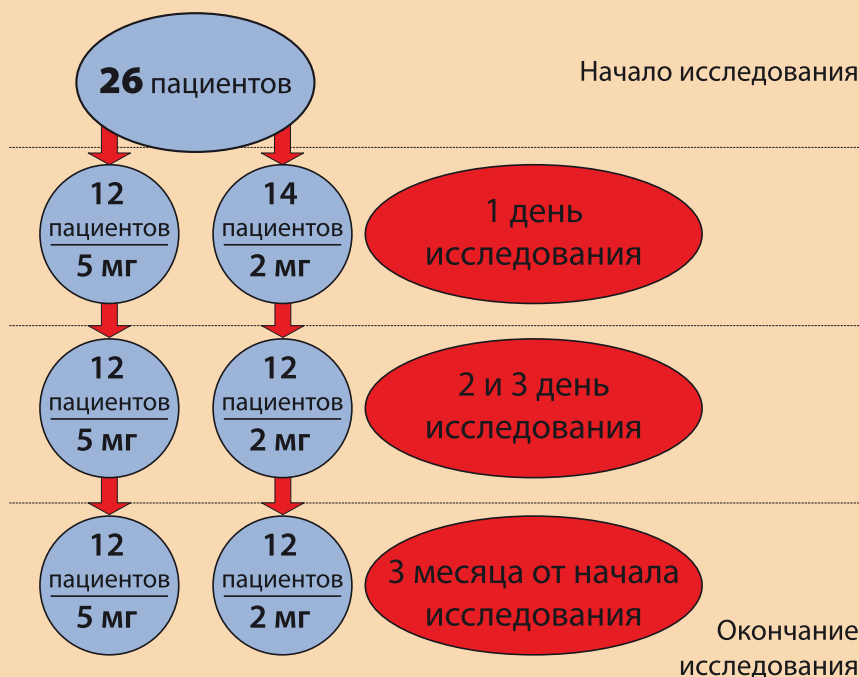 26 пациентов
Начало исследования
12
пациентов
5 мг
14
пациентов
2 мг
1 день
исследования
12
пациентов
5 мг
12
пациентов
2 мг
2 и 3 день
исследования
12
пациентов
5 мг
12
пациентов
2 мг
3 месяца от начала
исследования
Окончание
исследования